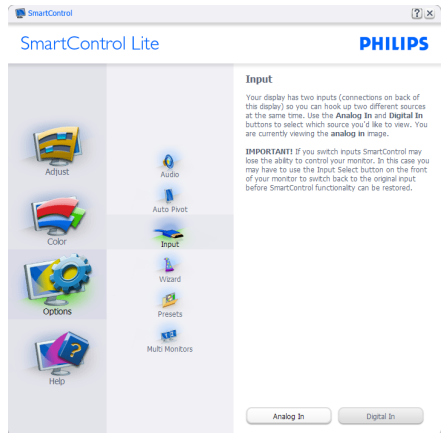 SmartControl
SmartControl Lite
PHILIPS
Adjust
Color
Options
Help
Audio
Auto Pivot
Input
Wizard
Presets
Multi Monitors
Input
Your display has two inputs (connections on back of
this display) so you can hook up two different sources
at the same time. Use the Analog In and Digital In
buttons to select which source you'd like to view. You
are currently viewing the analog in image.
IMPORTANT! If you switch inputs SmartControl may
lose the ability to control your monitor. In this case you
may have to use the Input Select button on the front
of your monitor to switch back to the original input
before SmartControl functionality can be restored.
Analog In
Digital In